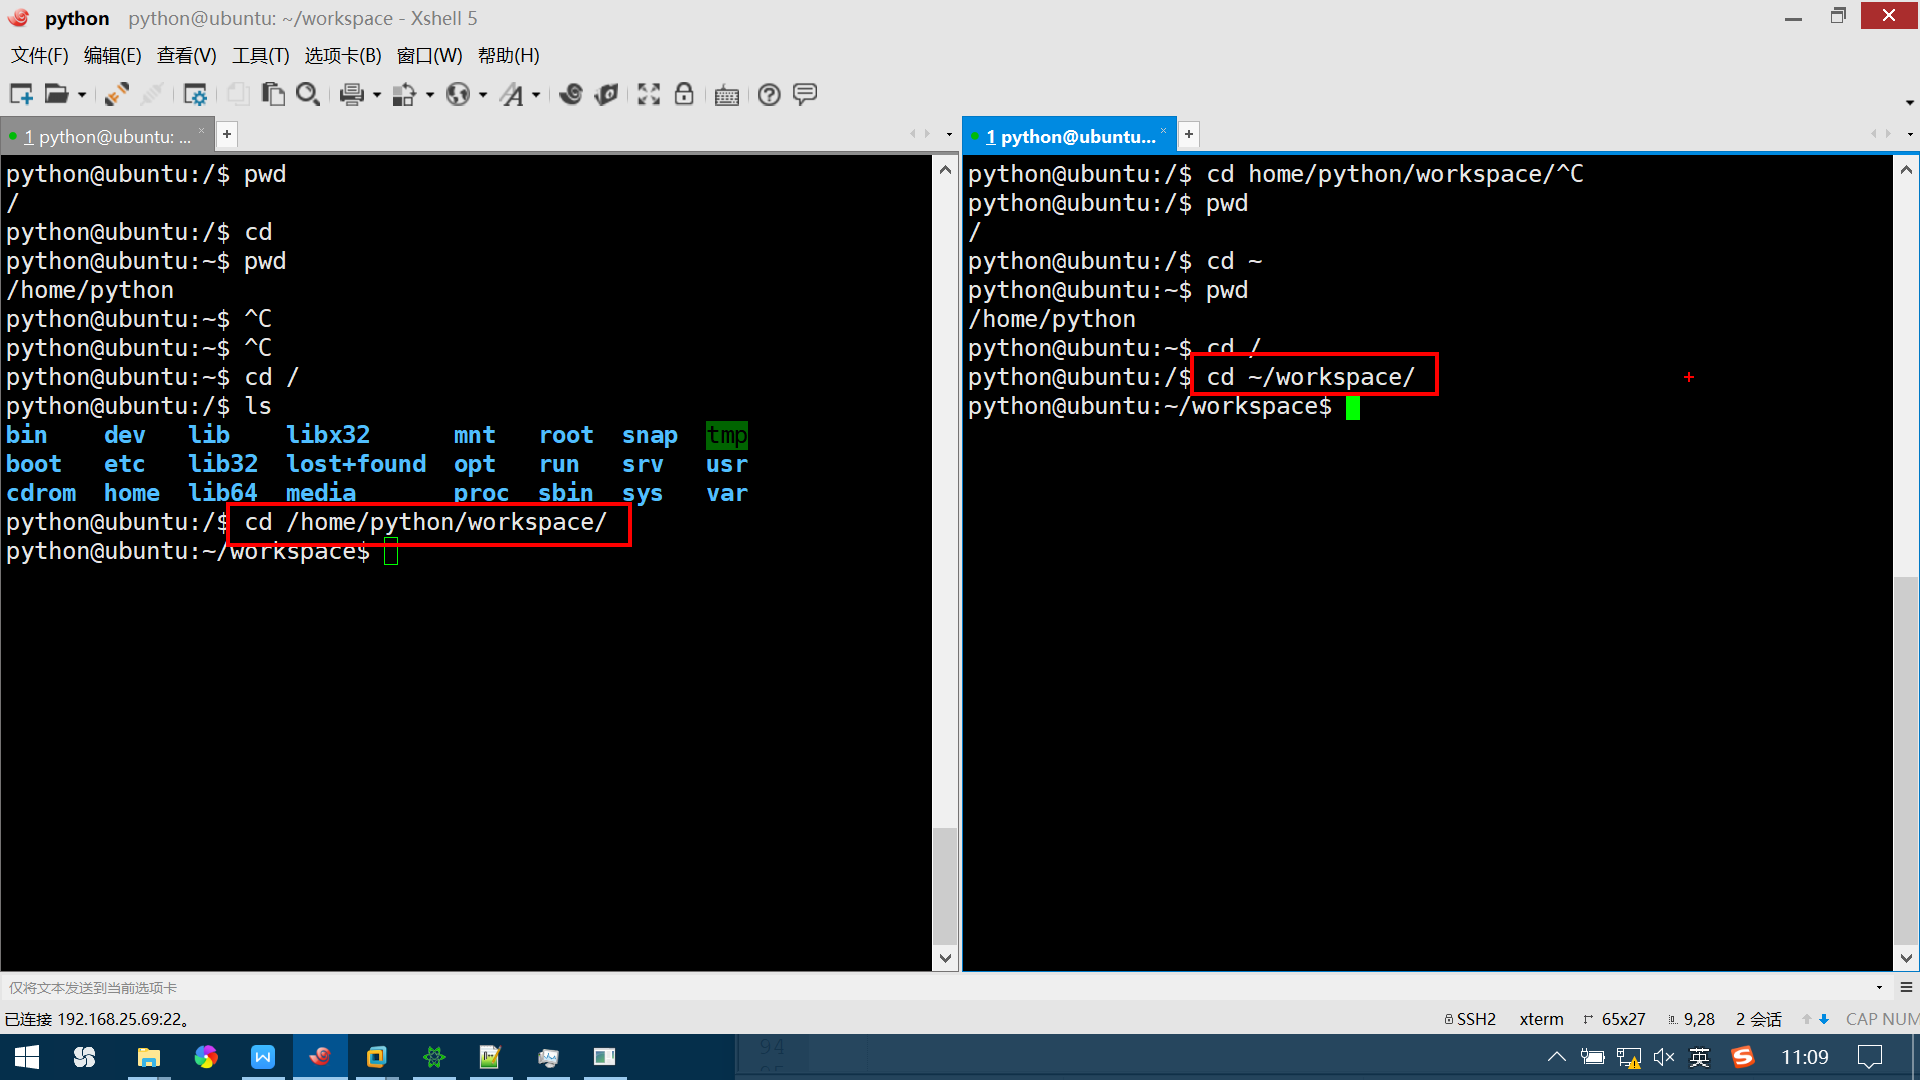 python python@ubuntu: ~/workspace - Xshell 5
文件(F) 编辑(E) 查看(V) 工具(T) 选项卡(B) 窗口(W) 帮助(H)
1 python@ubuntu: ...
python@ubuntu:/$ pwd
/
python@ubuntu:/$ cd
python@ubuntu:~$ pwd
/home/python
python@ubuntu:~$ ^C
python@ubuntu:~$ ^C
python@ubuntu:~$ cd /
python@ubuntu:/$ ls
bin dev lib libx32 mnt root snap tmp
boot etc lib32 lost+found opt run srv usr
cdrom home lib64 media proc sbin sys var
python@ubuntu:/$ cd /home/python/workspace/
python@ubuntu:~/workspace$
1 python@ubuntu...
python@ubuntu:/$ cd home/python/workspace/^C
python@ubuntu:/$ pwd
/
python@ubuntu:/$ cd ~
python@ubuntu:~$ pwd
/home/python
python@ubuntu:~$ cd /
python@ubuntu:/$ cd ~/workspace/
python@ubuntu:~/workspace$
仅将文本发送到当前选项卡
已连接 192.168.25.69:22。 SSH2 xterm 65x27 9,28 2 会话 CAP NUM
94
英 11:09